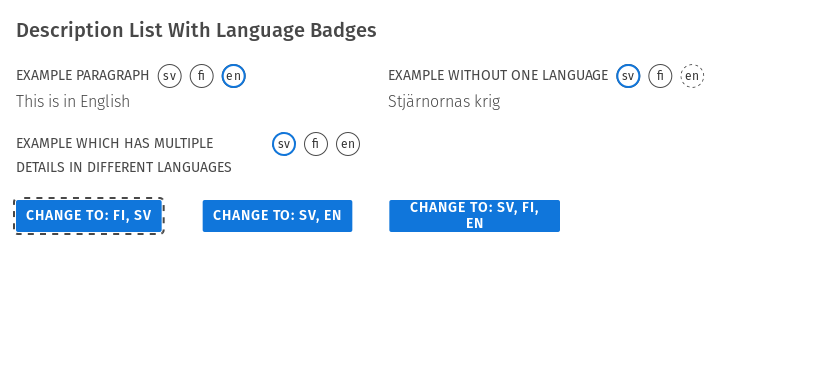 Description List With Language Badges
EXAMPLE PARAGRAPH sv fi en
This is in English
EXAMPLE WITHOUT ONE LANGUAGE sv fi en
Stjärnornas krig
EXAMPLE WHICH HAS MULTIPLE sv fi en
DETAILS IN DIFFERENT LANGUAGES
CHANGE TO: FI, SV
CHANGE TO: SV, EN
CHANGE TO: SV, FI,
EN